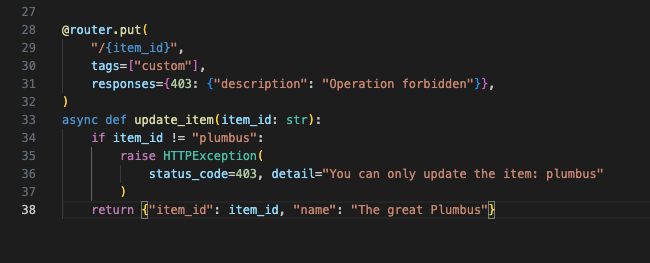 27
28 @router.put(
29     "/{item_id}",
30     tags=["custom"],
31     responses={403: {"description": "Operation forbidden"}},
32 )
33 async def update_item(item_id: str):
34     if item_id != "plumbus":
35         raise HTTPException(
36             status_code=403, detail="You can only update the item: plumbus"
37         )
38     return {"item_id": item_id, "name": "The great Plumbus"}